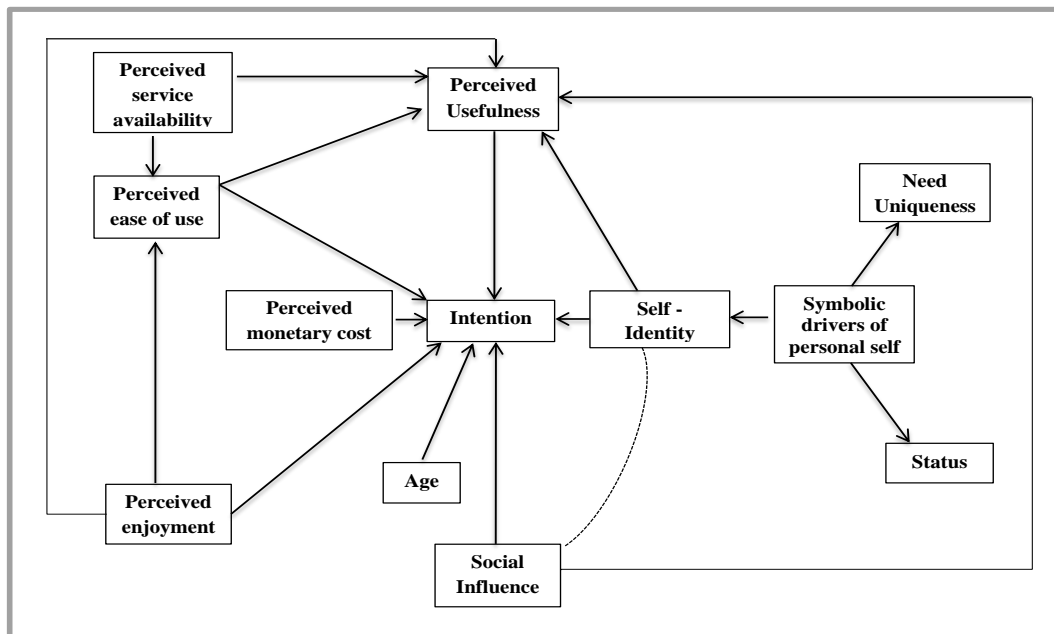 Perceived
service
availability
Perceived
Usefulness
Perceived
ease of use
Need
Uniqueness
Perceived
monetary cost
Intention
Self -
Identity
Symbolic
drivers of
personal self
Age
Status
Perceived
enjoyment
Social
Influence